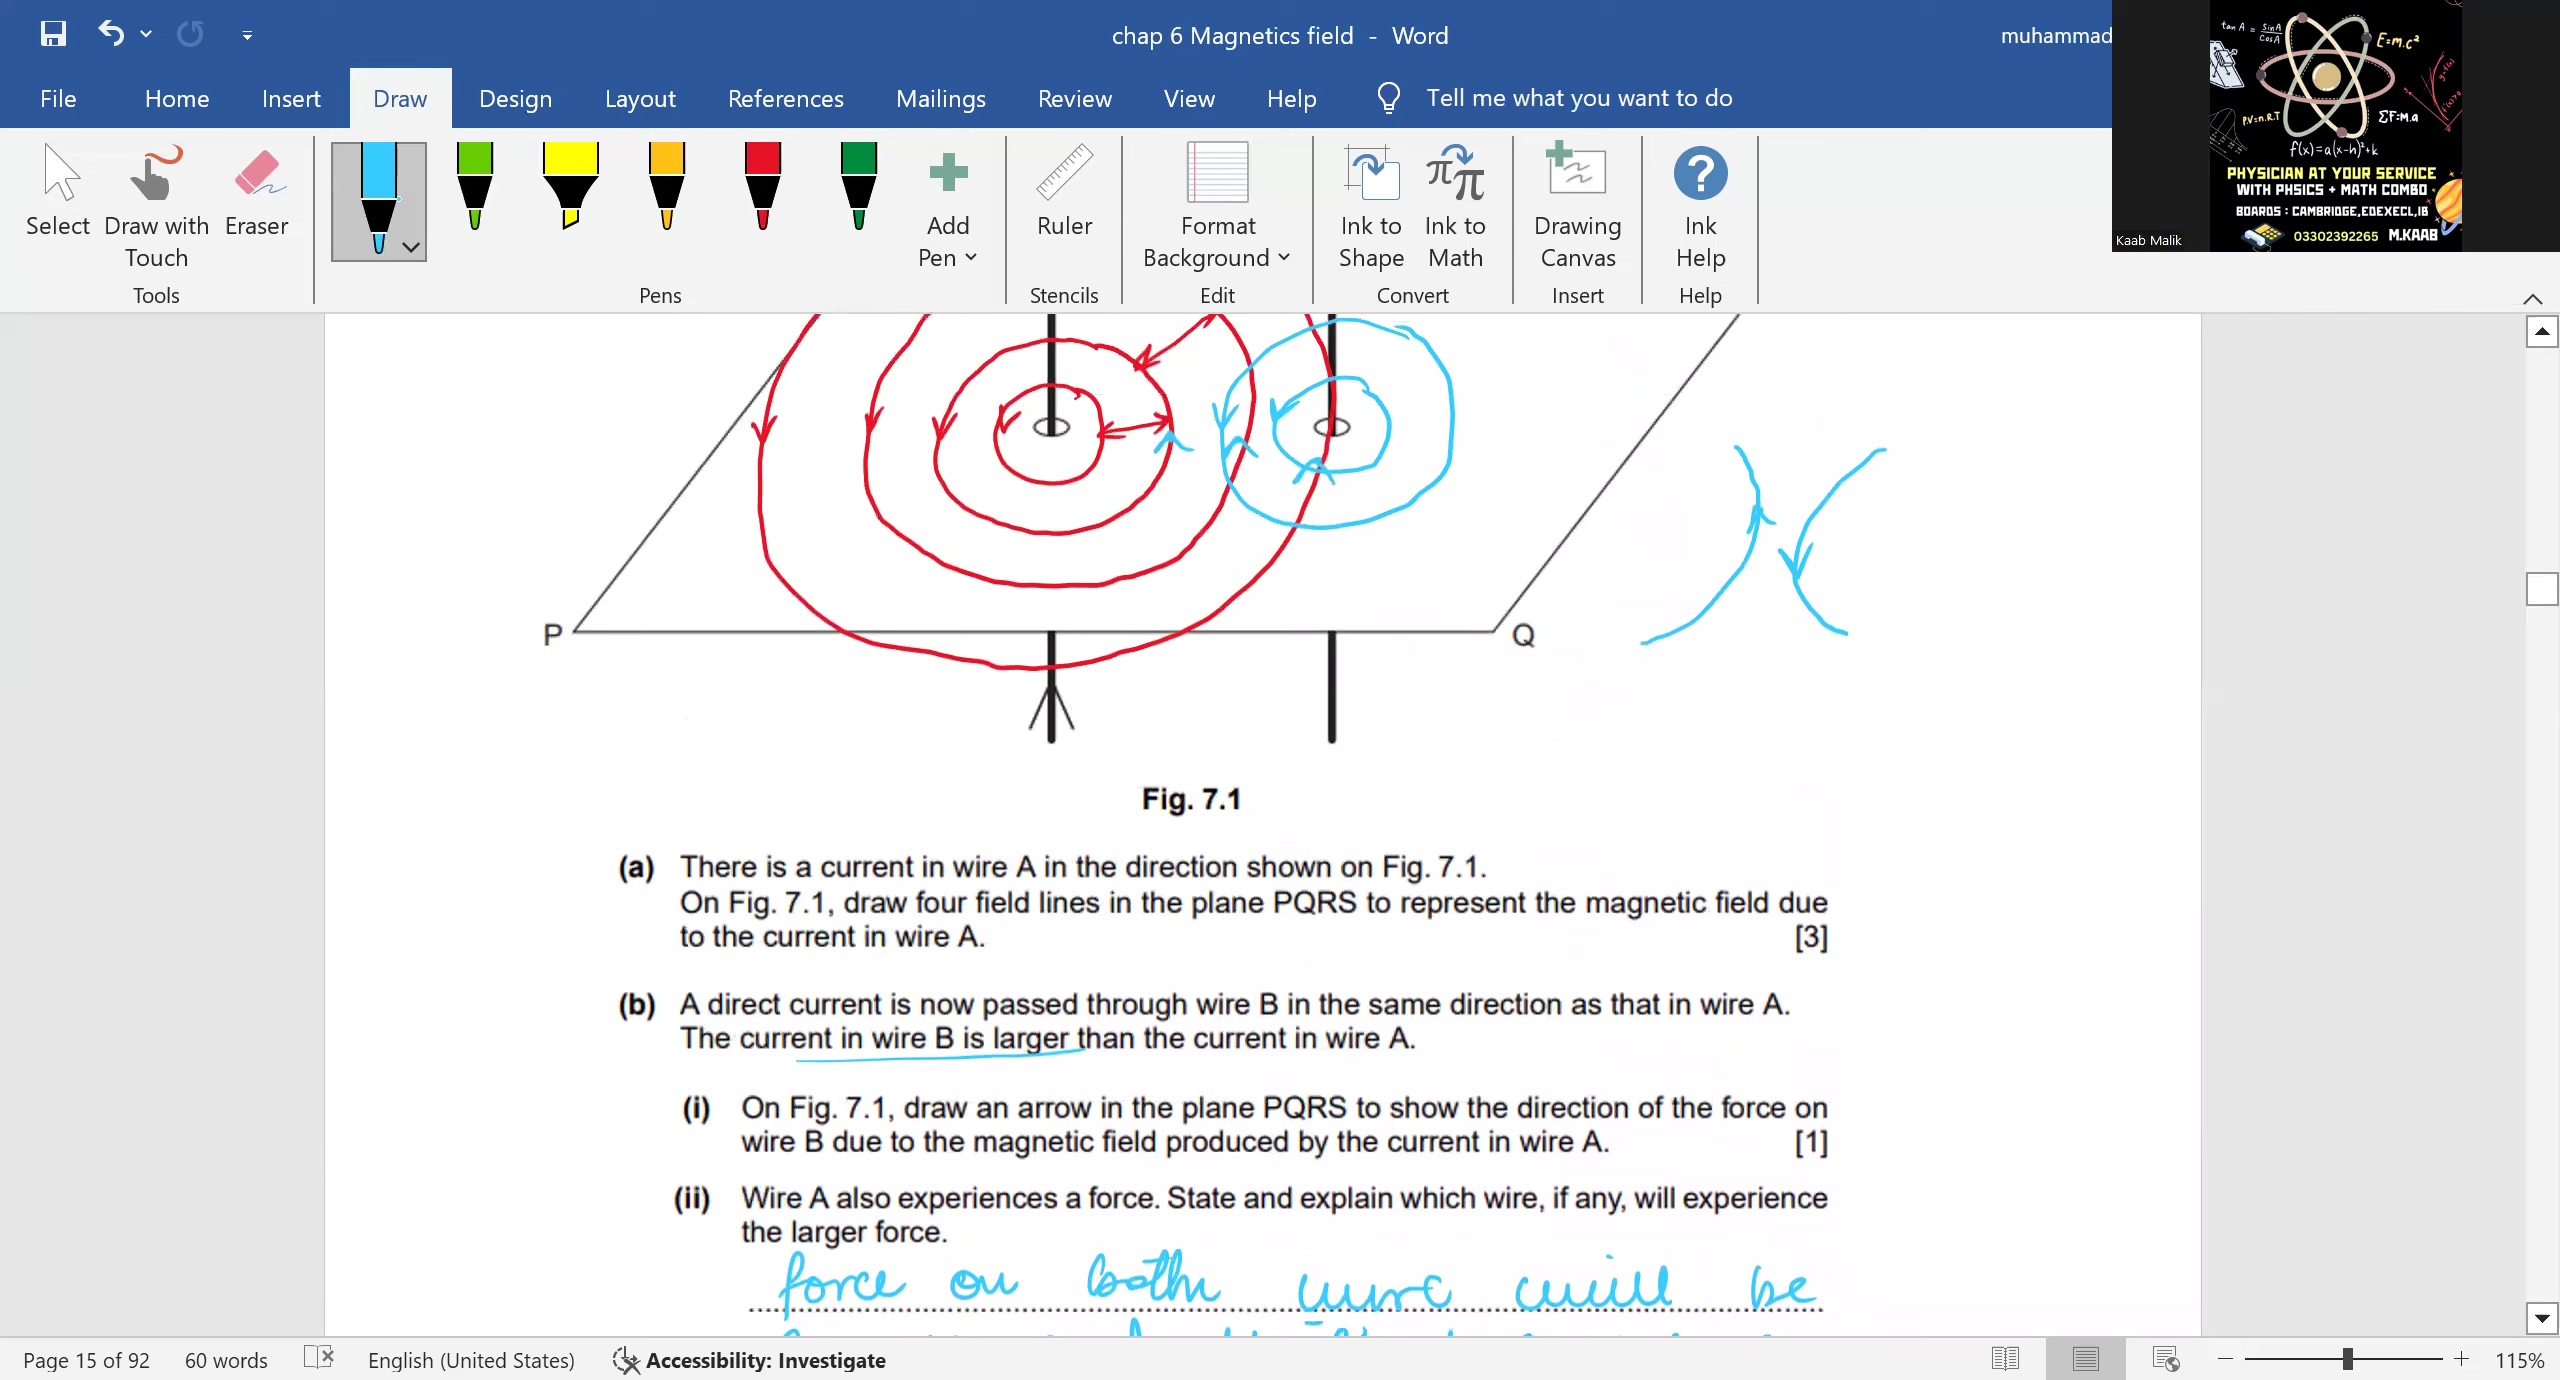 chap 6 Magnetics field - Word
muhammad
File Home Insert Draw Design Layout References Mailings Review View Help Tell me what you want to do
Select
Draw with Touch
Eraser
Tools
Pens
Add Pen
Ruler
Stencils
Format Background
Edit
Ink to Shape
Ink to Math
Convert
Drawing Canvas
Insert
Ink Help
Help
tan A = SinA / CosA
E=m.c²
P.V=n.R.T
ΣF=M.a
f(x)=a(x-h)²+k
PHYSICIAN AT YOUR SERVICE
WITH PHSICS + MATH COMBO
BOARDS : CAMBRIDGE,EDEXECL,IB
03302392265 M.KAAB
Kaab Malik
P
Q
Fig. 7.1
(a) There is a current in wire A in the direction shown on Fig. 7.1.
On Fig. 7.1, draw four field lines in the plane PQRS to represent the magnetic field due
to the current in wire A. [3]
(b) A direct current is now passed through wire B in the same direction as that in wire A.
The current in wire B is larger than the current in wire A.
(i) On Fig. 7.1, draw an arrow in the plane PQRS to show the direction of the force on
wire B due to the magnetic field produced by the current in wire A. [1]
(ii) Wire A also experiences a force. State and explain which wire, if any, will experience
the larger force.
force on both wire will be
Page 15 of 92 60 words English (United States) Accessibility: Investigate 115%